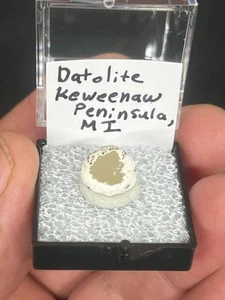 Datolite
Keweenaw
Peninsula,
MI